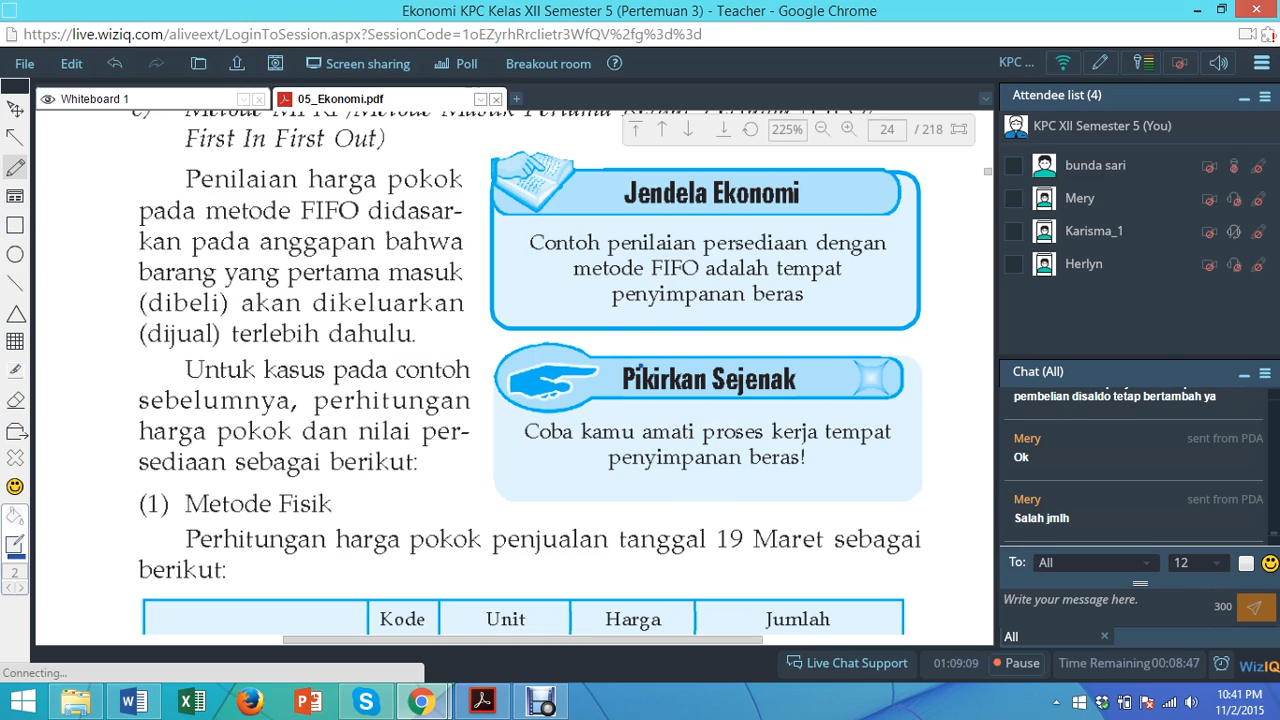 Ekonomi KPC Kelas XII Semester 5 (Pertemuan 3) - Teacher - Google Chrome
https://live.wiziq.com/aliveext/LoginToSession.aspx?SessionCode=1oEZyrhRrcIietr3WfQV%2fg%3d%3d
File Edit Screen sharing Poll Breakout room KPC ...
Whiteboard 1 05_Ekonomi.pdf
225% 24 / 218
First In First Out)
Penilaian harga pokok
pada metode FIFO didasar-
kan pada anggapan bahwa
barang yang pertama masuk
(dibeli) akan dikeluarkan
(dijual) terlebih dahulu.
Untuk kasus pada contoh
sebelumnya, perhitungan
harga pokok dan nilai per-
sediaan sebagai berikut:
Jendela Ekonomi
Contoh penilaian persediaan dengan
metode FIFO adalah tempat
penyimpanan beras
Pikirkan Sejenak
Coba kamu amati proses kerja tempat
penyimpanan beras!
(1) Metode Fisik
Perhitungan harga pokok penjualan tanggal 19 Maret sebagai
berikut:
Kode Unit Harga Jumlah
Attendee list (4)
KPC XII Semester 5 (You)
bunda sari
Mery
Karisma_1
Herlyn
Chat (All)
pembelian disaldo tetap bertambah ya
Mery sent from PDA
Ok
Mery sent from PDA
Salah jmlh
To: All 12
Write your message here. 300
All
2
Connecting...
Live Chat Support 01:09:09 Pause Time Remaining 00:08:47 WizIQ
10:41 PM
11/2/2015